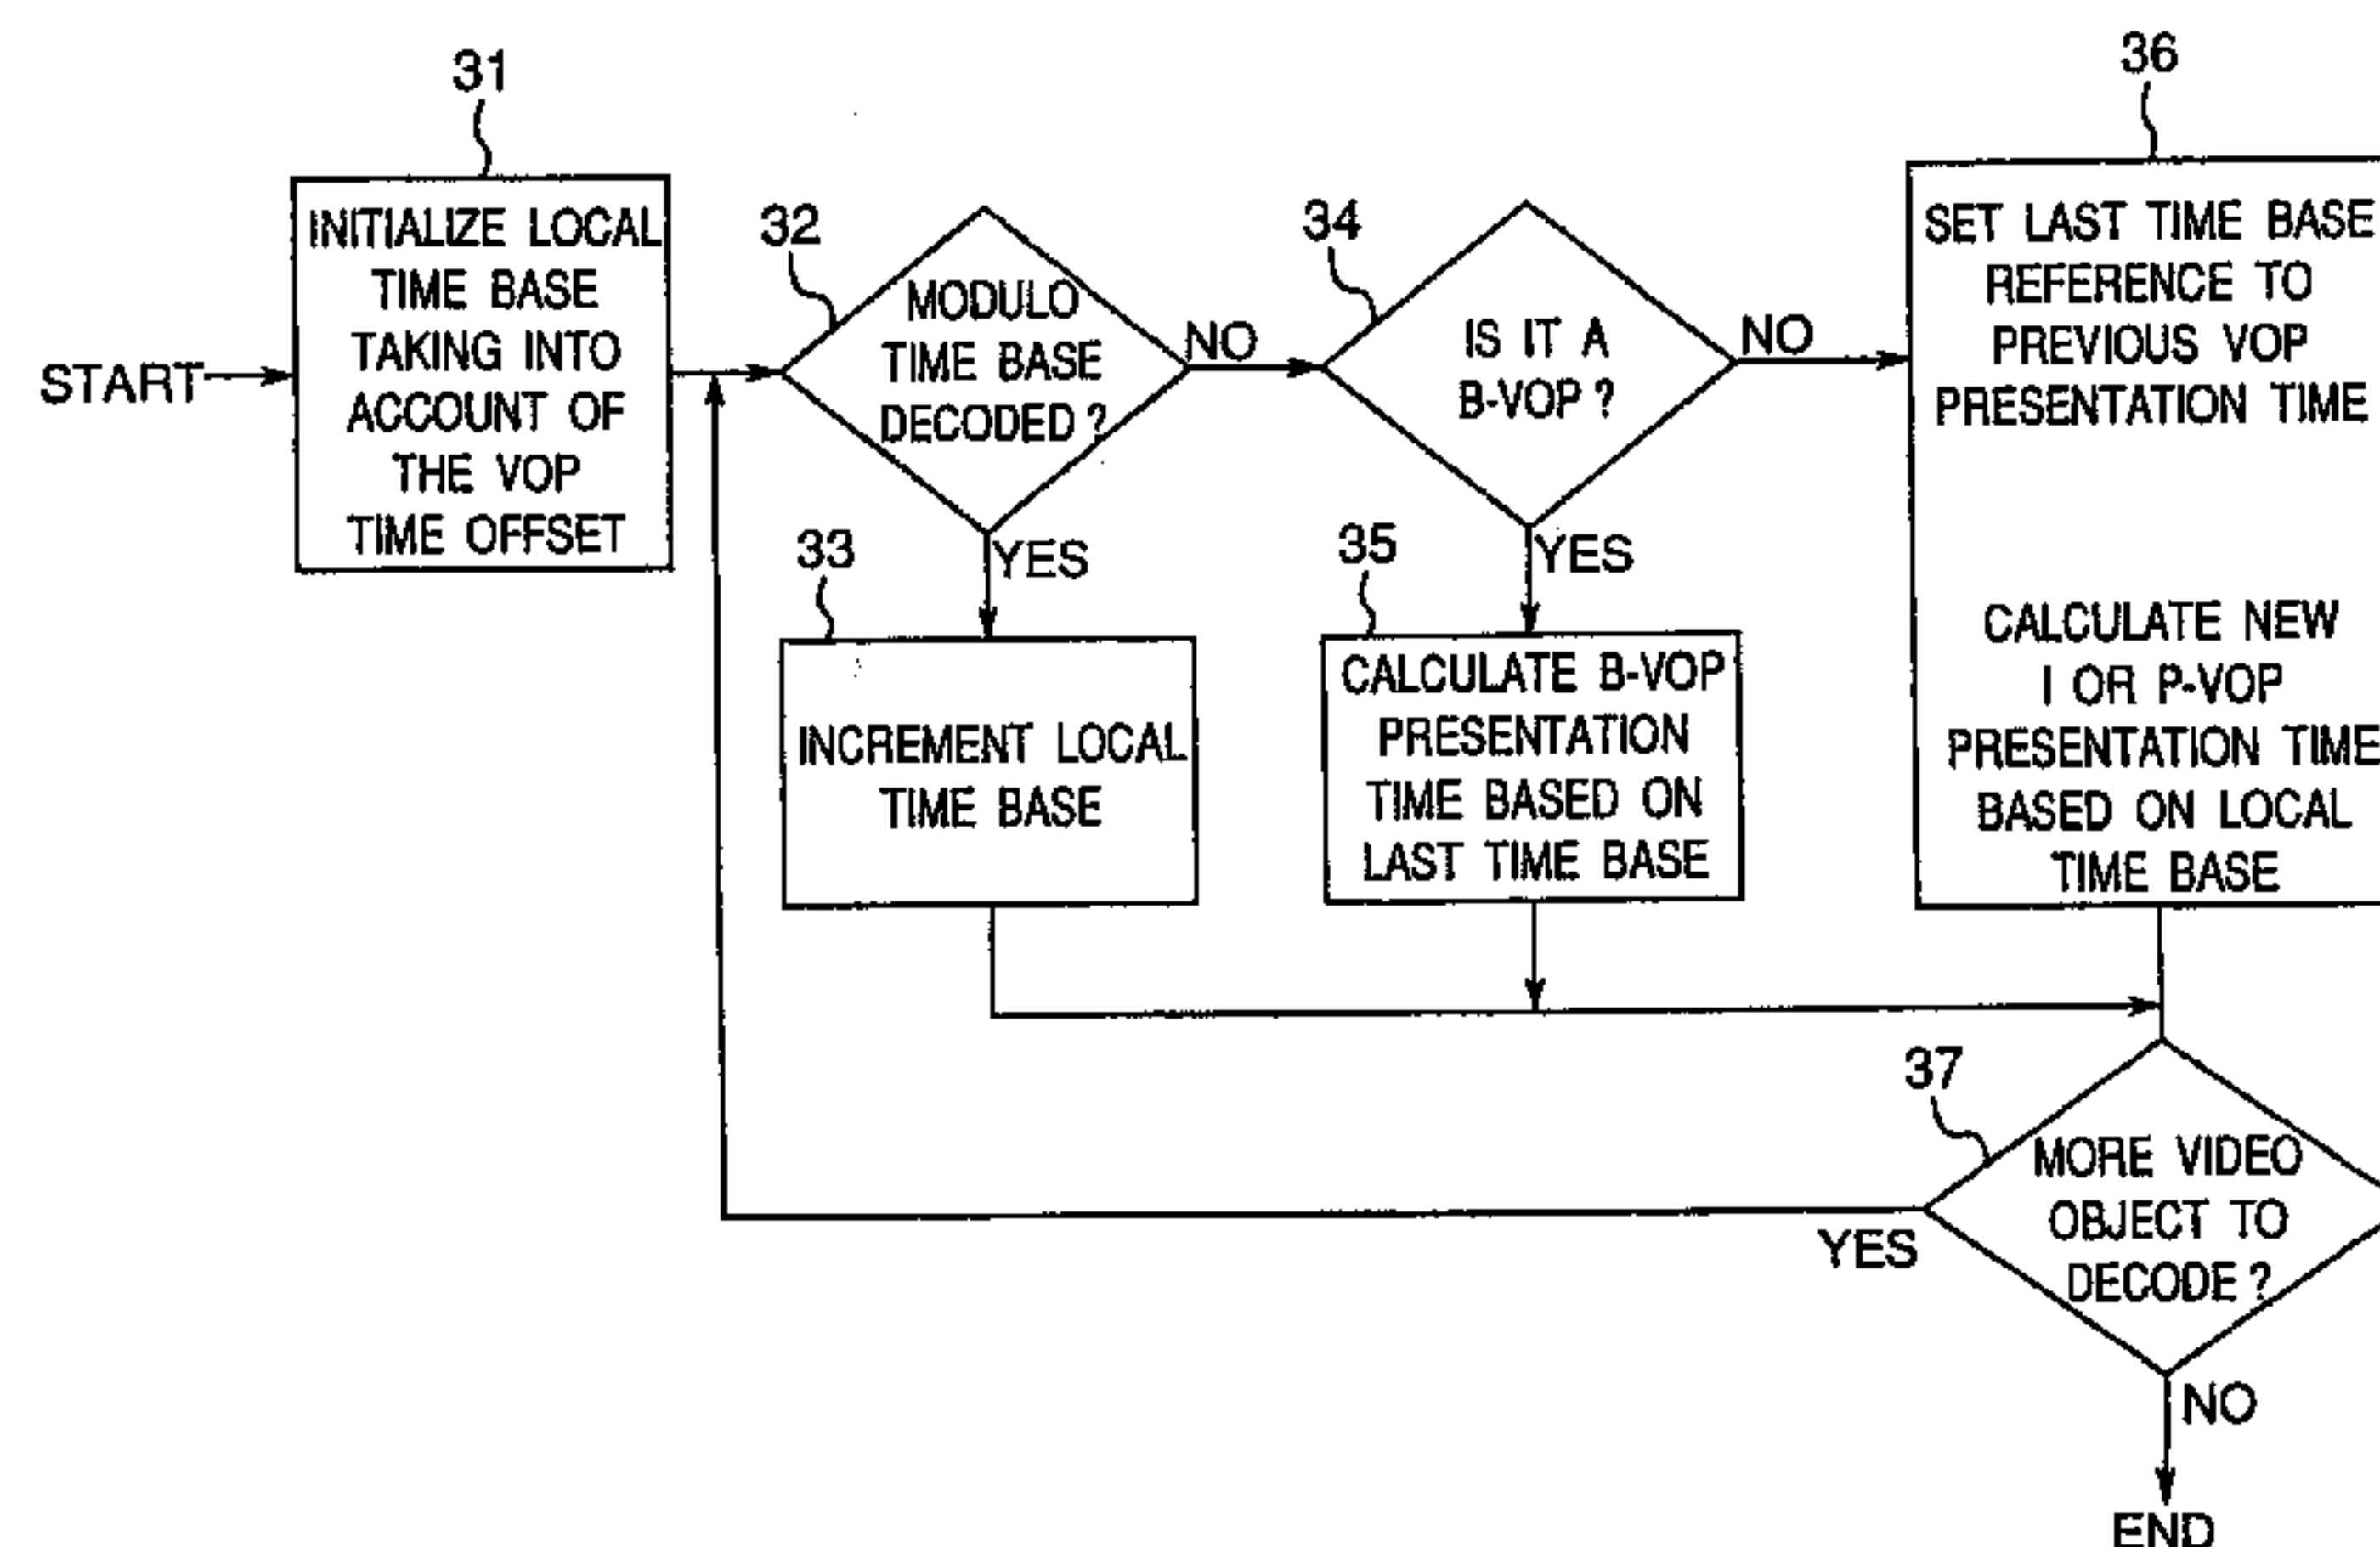 31
INITIALIZE LOCAL
TIME BASE
TAKING INTO
ACCOUNT OF
THE VOP
TIME OFFSET
START
32
MODULO
TIME BASE
DECODED ?
NO
YES
33
INCREMENT LOCAL
TIME BASE
34
IS IT A
B-VOP ?
NO
YES
35
CALCULATE B-VOP
PRESENTATION
TIME BASED ON
LAST TIME BASE
36
SET LAST TIME BASE
REFERENCE TO
PREVIOUS VOP
PRESENTATION TIME
CALCULATE NEW
I OR P-VOP
PRESENTATION TIME
BASED ON LOCAL
TIME BASE
37
MORE VIDEO
OBJECT TO
DECODE ?
YES
NO
END